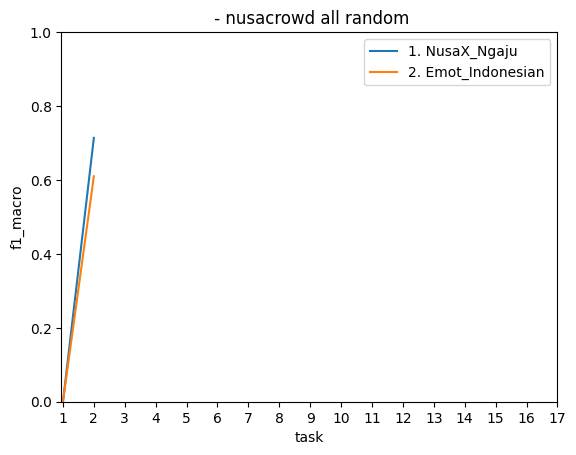 - nusacrowd all random
1. NusaX_Ngaju
2. Emot_Indonesian
f1_macro
1.0
0.8
0.6
0.4
0.2
0.0
1 2 3 4 5 6 7 8 9 10 11 12 13 14 15 16 17
task